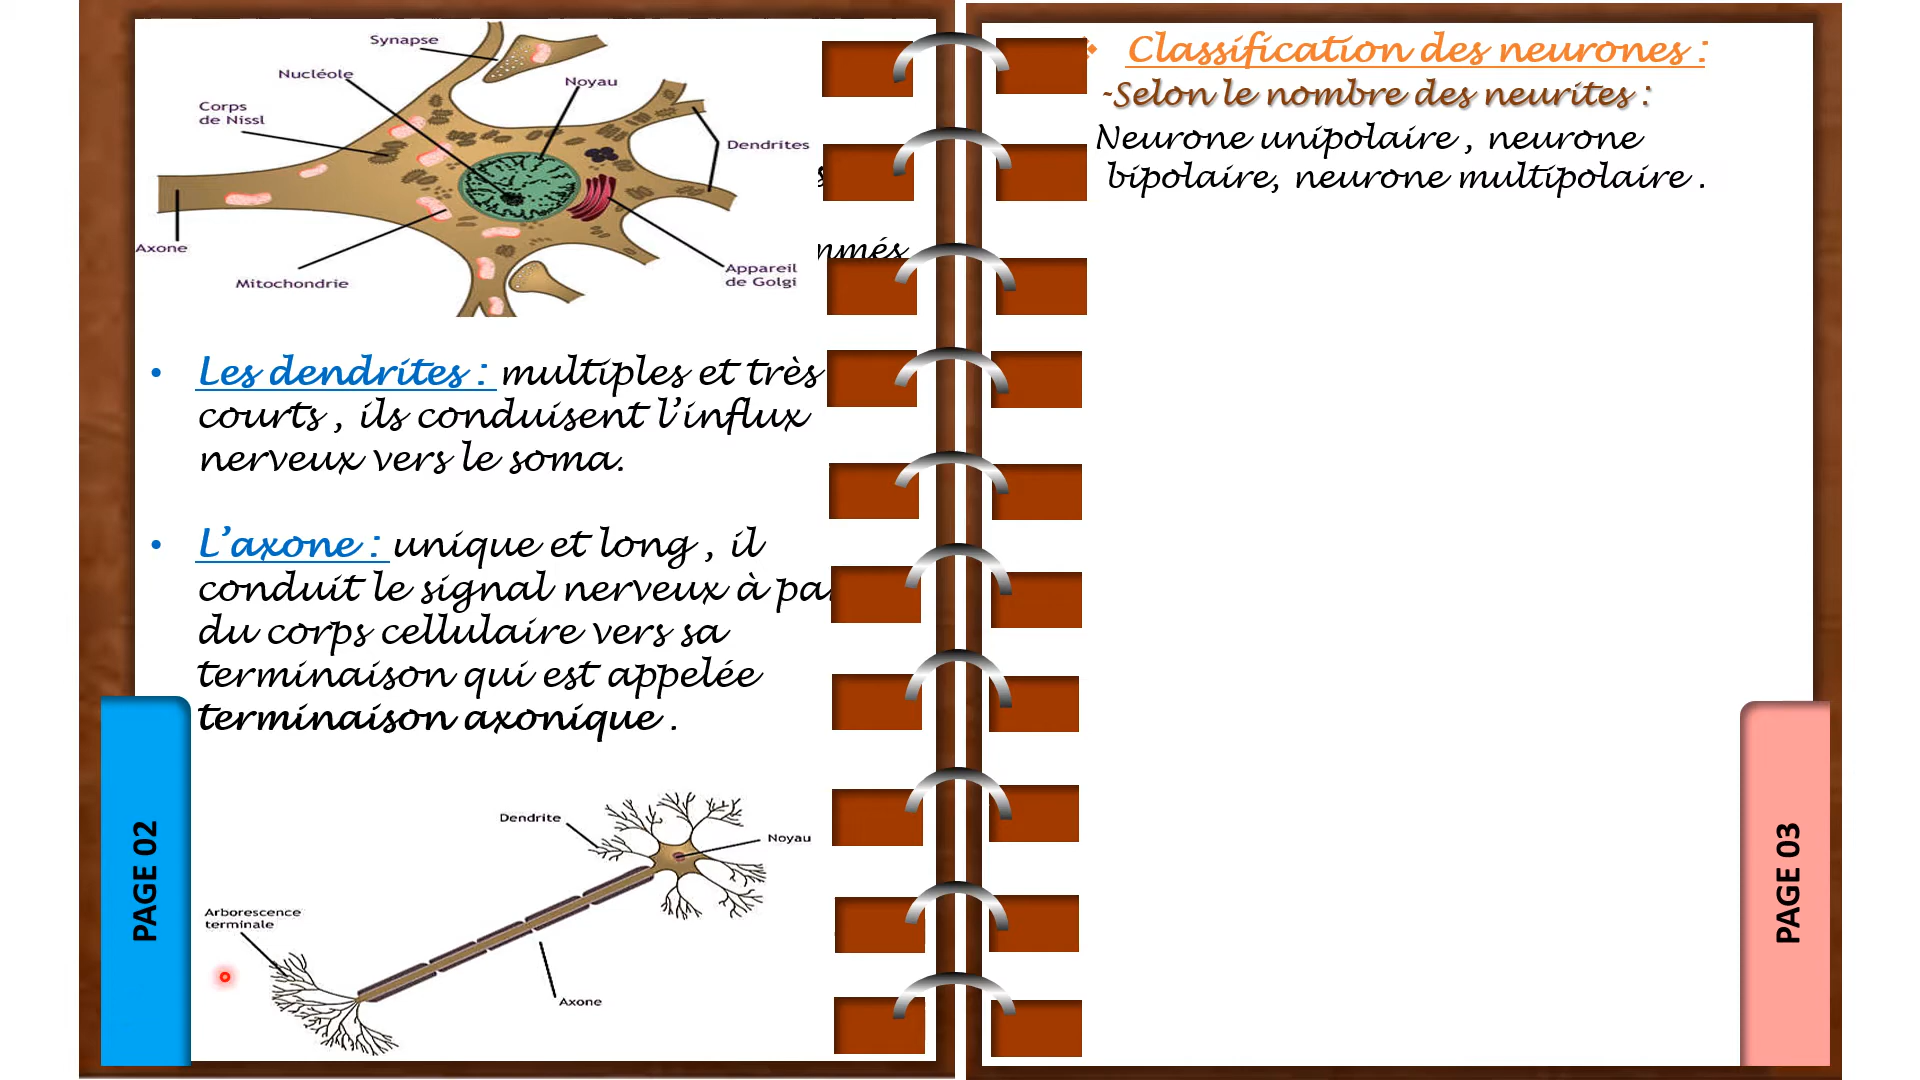 Synapse
Nucléole
Noyau
Corps
de Nissl
Dendrites
Axone
Mitochondrie
Appareil
de Golgi
• Les dendrites : multiples et très
courts , ils conduisent l’influx
nerveux vers le soma.
• L’axone : unique et long , il
conduit le signal nerveux à
du corps cellulaire vers sa
terminaison qui est appelée
terminaison axonique .
Dendrite
Noyau
Arborescence
terminale
Axone
PAGE 02
Classification des neurones :
-Selon le nombre des neurites :
Neurone unipolaire , neurone
bipolaire, neurone multipolaire .
PAGE 03